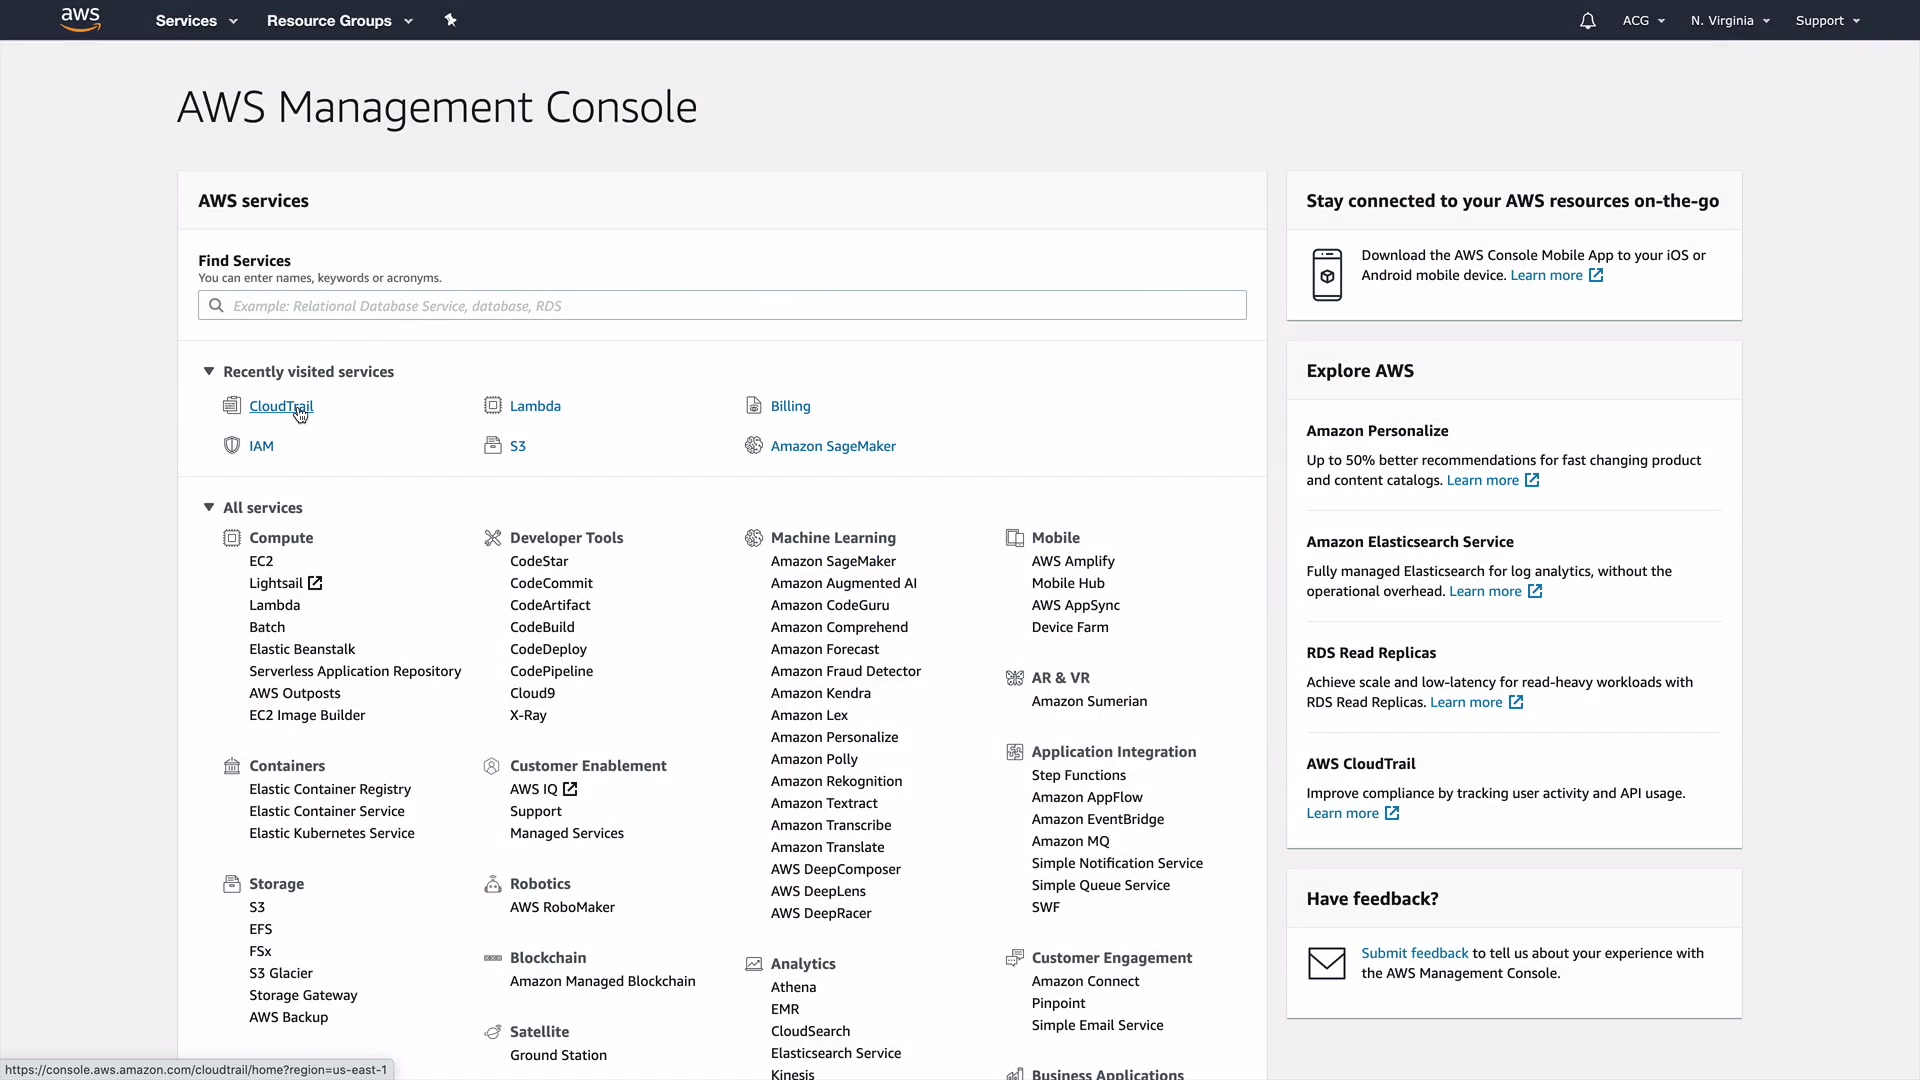 aws
Services
Resource Groups
ACG
N. Virginia
Support
AWS Management Console
AWS services
Find Services
You can enter names, keywords or acronyms.
Example: Relational Database Service, database, RDS
Recently visited services
CloudTrail
Lambda
Billing
IAM
S3
Amazon SageMaker
All services
Compute
EC2
Lightsail
Lambda
Batch
Elastic Beanstalk
Serverless Application Repository
AWS Outposts
EC2 Image Builder
Containers
Elastic Container Registry
Elastic Container Service
Elastic Kubernetes Service
Storage
S3
EFS
FSx
S3 Glacier
Storage Gateway
AWS Backup
Developer Tools
CodeStar
CodeCommit
CodeArtifact
CodeBuild
CodeDeploy
CodePipeline
Cloud9
X-Ray
Customer Enablement
AWS IQ
Support
Managed Services
Robotics
AWS RoboMaker
Blockchain
Amazon Managed Blockchain
Satellite
Ground Station
Machine Learning
Amazon SageMaker
Amazon Augmented AI
Amazon CodeGuru
Amazon Comprehend
Amazon Forecast
Amazon Fraud Detector
Amazon Kendra
Amazon Lex
Amazon Personalize
Amazon Polly
Amazon Rekognition
Amazon Textract
Amazon Transcribe
Amazon Translate
AWS DeepComposer
AWS DeepLens
AWS DeepRacer
Analytics
Athena
EMR
CloudSearch
Elasticsearch Service
Kinesis
Mobile
AWS Amplify
Mobile Hub
AWS AppSync
Device Farm
AR & VR
Amazon Sumerian
Application Integration
Step Functions
Amazon AppFlow
Amazon EventBridge
Amazon MQ
Simple Notification Service
Simple Queue Service
SWF
Customer Engagement
Amazon Connect
Pinpoint
Simple Email Service
Business Applications
Stay connected to your AWS resources on-the-go
Download the AWS Console Mobile App to your iOS or
Android mobile device. Learn more
Explore AWS
Amazon Personalize
Up to 50% better recommendations for fast changing product
and content catalogs. Learn more
Amazon Elasticsearch Service
Fully managed Elasticsearch for log analytics, without the
operational overhead. Learn more
RDS Read Replicas
Achieve scale and low-latency for read-heavy workloads with
RDS Read Replicas. Learn more
AWS CloudTrail
Improve compliance by tracking user activity and API usage.
Learn more
Have feedback?
Submit feedback to tell us about your experience with
the AWS Management Console.
https://console.aws.amazon.com/cloudtrail/home?region=us-east-1